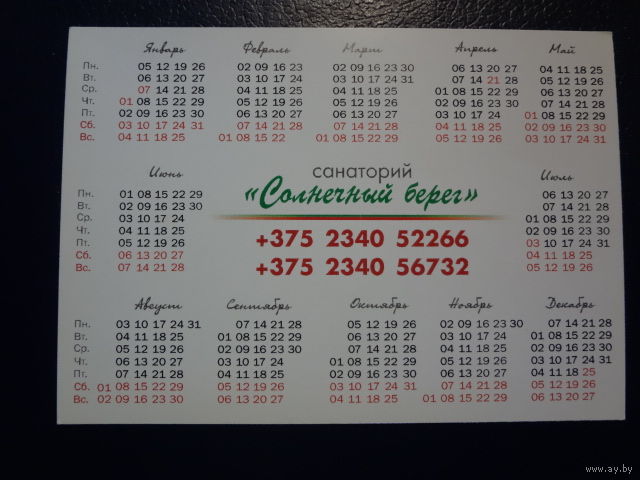 Январь Февраль Март Апрель Май
Пн. 05 12 19 26 02 09 16 23 02 09 16 23 30 06 13 20 27 04 11 18 25
Вт. 06 13 20 27 03 10 17 24 03 10 17 24 31 07 14 21 28 05 12 19 26
Ср. 07 14 21 28 04 11 18 25 04 11 18 25 01 08 15 22 29 06 13 20 27
Чт. 01 08 15 22 29 05 12 19 26 05 12 19 26 02 09 16 23 30 07 14 21 28
Пт. 02 09 16 23 30 06 13 20 27 06 13 20 27 03 10 17 24 01 08 15 22 29
Сб. 03 10 17 24 31 07 14 21 28 07 14 21 28 04 11 18 25 02 09 16 23 30
Вс. 04 11 18 25 01 08 15 22 01 08 15 22 29 05 12 19 26 03 10 17 24 31
Июнь
Пн. 01 08 15 22 29
Вт. 02 09 16 23 30
Ср. 03 10 17 24
Чт. 04 11 18 25
Пт. 05 12 19 26
Сб. 06 13 20 27
Вс. 07 14 21 28
санаторий
«Солнечный берег»
+375 2340 52266
+375 2340 56732
Июль
06 13 20 27
07 14 21 28
01 08 15 22 29
02 09 16 23 30
03 10 17 24 31
04 11 18 25
05 12 19 26
Август Сентябрь Октябрь Ноябрь Декабрь
Пн. 03 10 17 24 31 07 14 21 28 05 12 19 26 02 09 16 23 30 07 14 21 28
Вт. 04 11 18 25 01 08 15 22 29 06 13 20 27 03 10 17 24 01 08 15 22 29
Ср. 05 12 19 26 02 09 16 23 30 07 14 21 28 04 11 18 25 02 09 16 23 30
Чт. 06 13 20 27 03 10 17 24 01 08 15 22 29 05 12 19 26 03 10 17 24 31
Пт. 07 14 21 28 04 11 18 25 02 09 16 23 30 06 13 20 27 04 11 18 25
Сб. 01 08 15 22 29 05 12 19 26 03 10 17 24 31 07 14 21 28 05 12 19 26
Вс. 02 09 16 23 30 06 13 20 27 04 11 18 25 01 08 15 22 29 06 13 20 27
www.ay.by